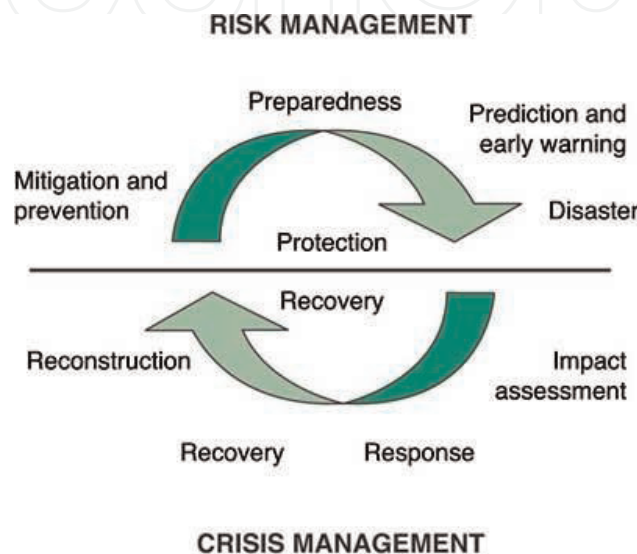 RISK MANAGEMENT
Preparedness
Prediction and
early warning
Mitigation and
prevention
Disaster
Protection
Recovery
Reconstruction
Impact
assessment
Recovery
Response
CRISIS MANAGEMENT